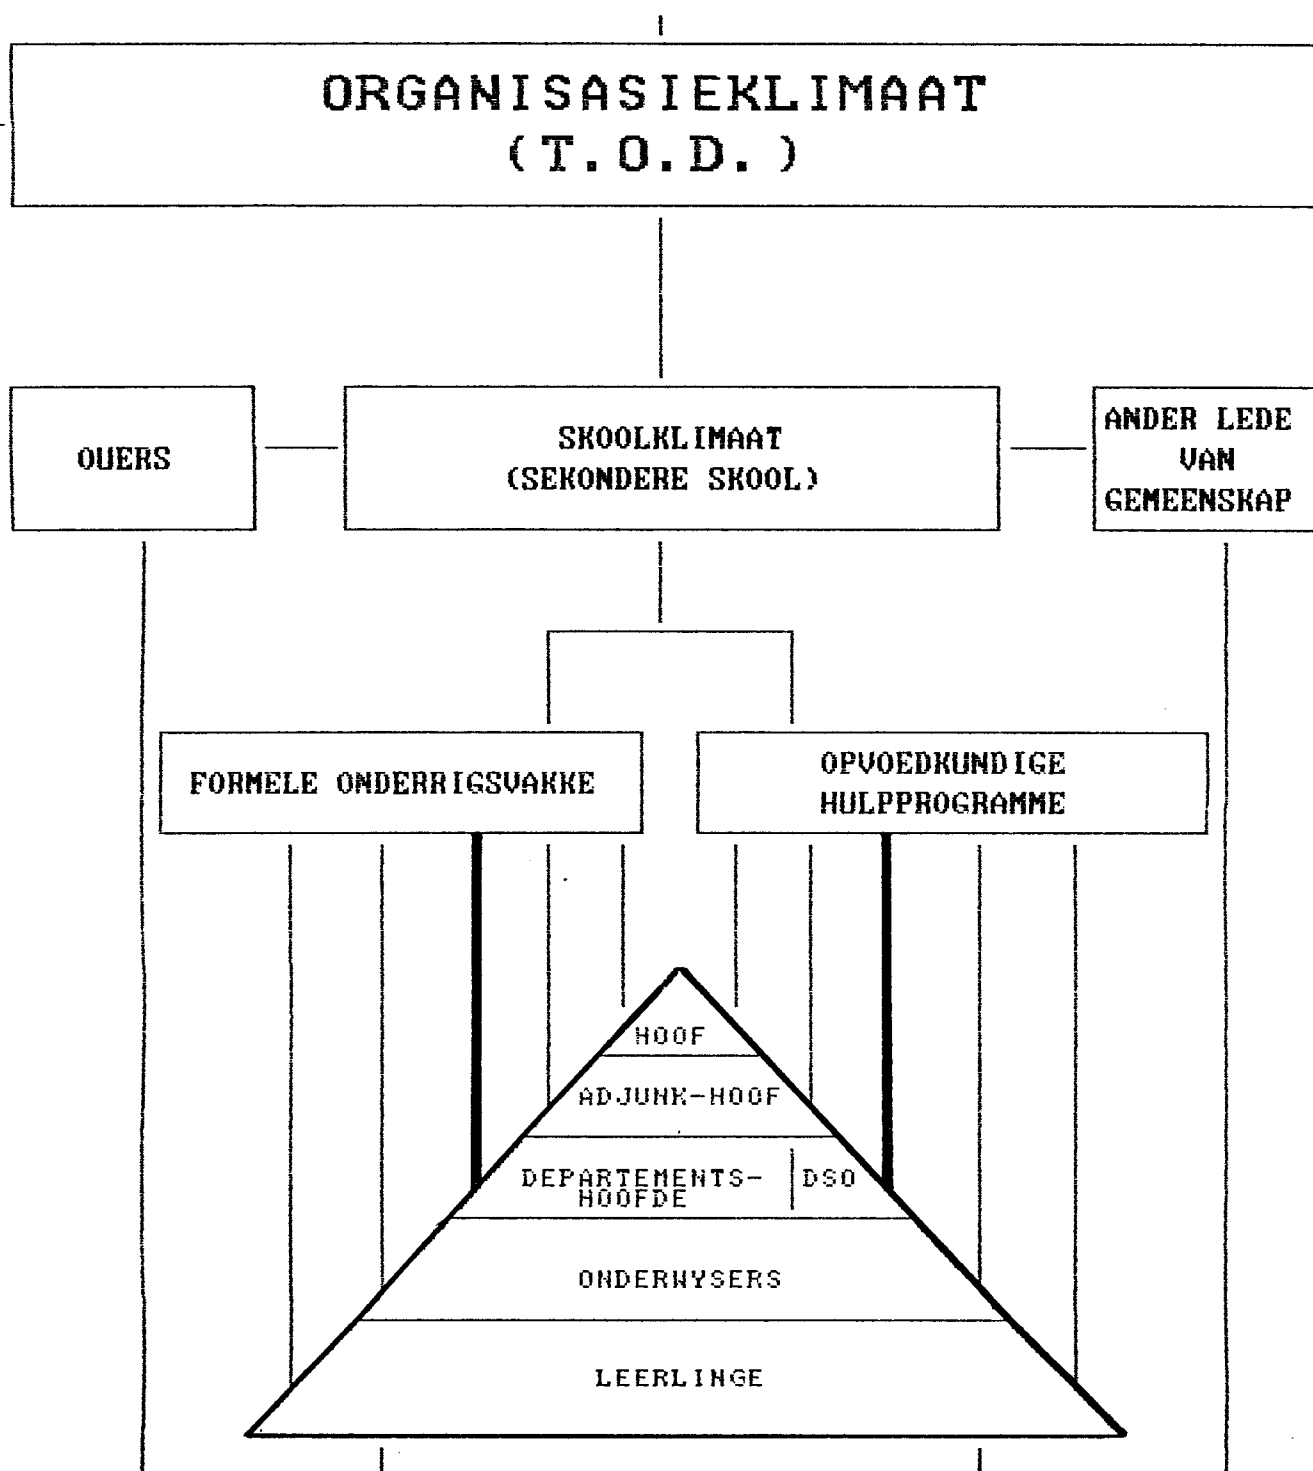 ORGANISASIEKLIMAAT
(T.O.D.)
OUERS
SKOOLKLIMAAT
(SEKONDERE SKOOL)
ANDER LEDE
VAN
GEMEENSKAP
FORMELE ONDERRIGSVAKKE
OPVOEDKUNDIGE
HULPPROGRAMME
HOOF
ADJUNK-HOOF
DEPARTEMENTS-
HOOFDE
DSO
ONDERWYSERS
LEERLINGE